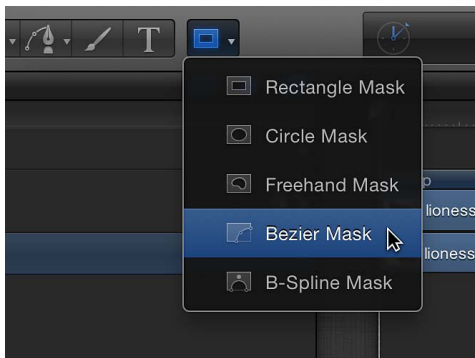 T
Rectangle Mask
Circle Mask
Freehand Mask
p
lioness
Bezier Mask
lioness
B-Spline Mask